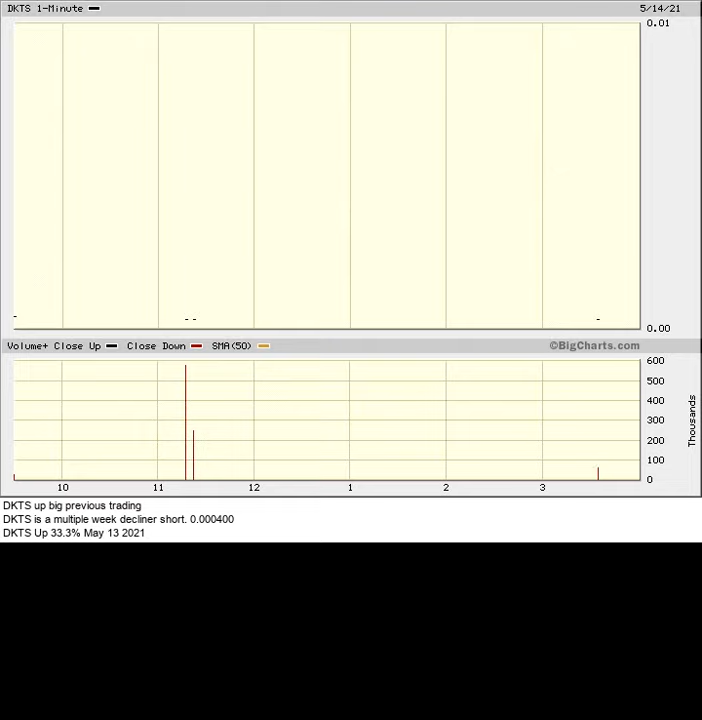 DKTS 1-Minute 5/14/21
0.01
0.00
Volume+ Close Up Close Down SMA(50) ©BigCharts.com
600
500
400
300
200
100
0
Thousands
10 11 12 1 2 3
DKTS up big previous trading
DKTS is a multiple week decliner short. 0.000400
DKTS Up 33.3% May 13 2021